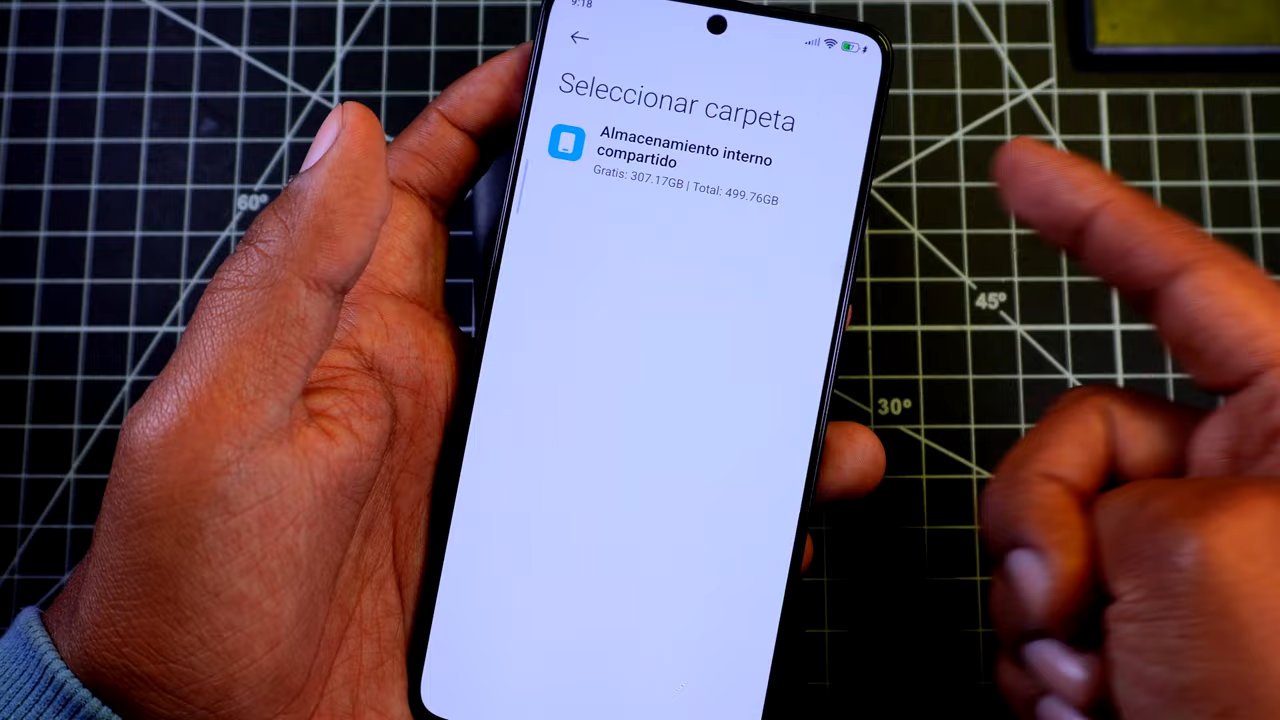 9:18
Seleccionar carpeta
Almacenamiento interno
compartido
Gratis: 307.17GB | Total: 499.76GB
60°
45°
30°